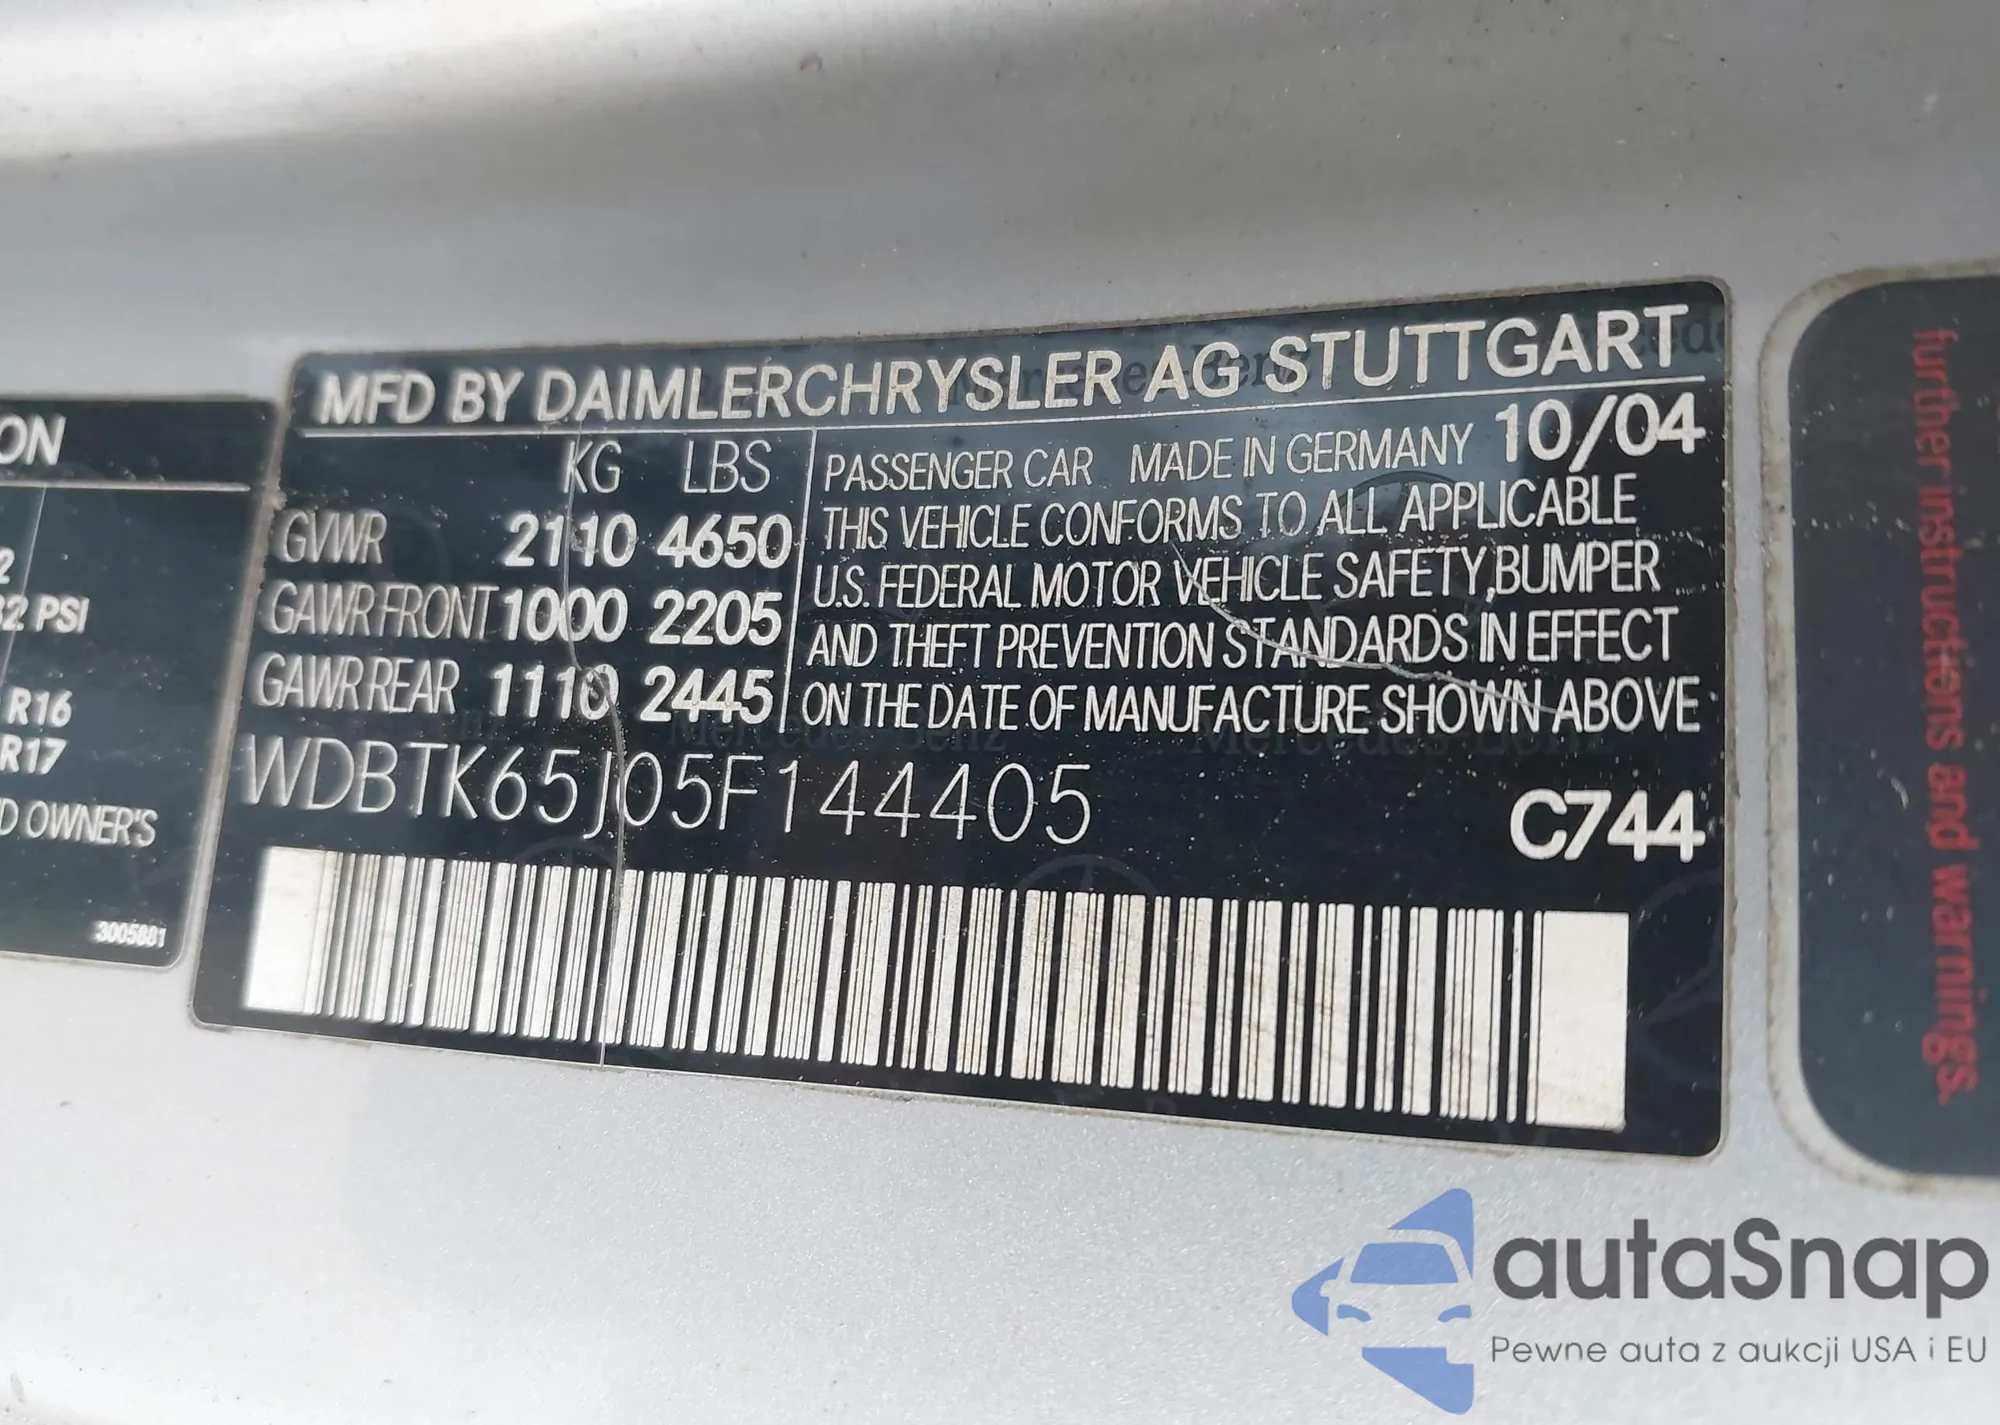 MFD BY DAIMLERCHRYSLER AG STUTTGART
KG LBS
GVWR 2110 4650
GAWR FRONT 1000 2205
GAWR REAR 1110 2445
PASSENGER CAR MADE IN GERMANY 10/04
THIS VEHICLE CONFORMS TO ALL APPLICABLE
U.S. FEDERAL MOTOR VEHICLE SAFETY,BUMPER
AND THEFT PREVENTION STANDARDS IN EFFECT
ON THE DATE OF MANUFACTURE SHOWN ABOVE
WDBTK65J05F144405
C744
ON
2
32 PSI
R16
R17
D OWNER'S
3005881
further instructions and warnings.
autaSnap
Pewne auta z aukcji USA i EU